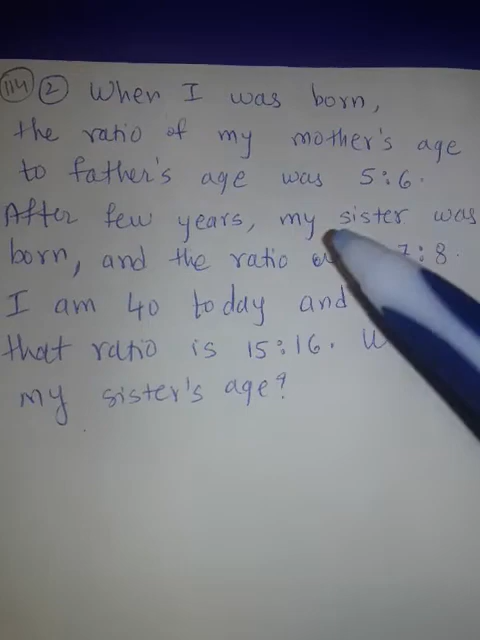 114 2 When I was born,
the ratio of my mother's age
to father's age was 5:6.
After few years, my sister was
born, and the ratio 7:8.
I am 40 today and
that ratio is 15:16.
my sister's age?